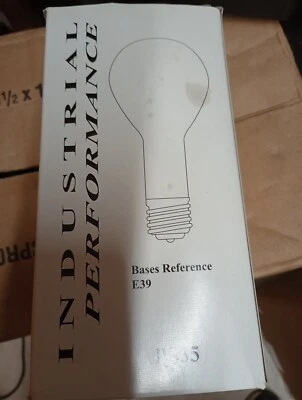 INDUSTRIAL
PERFORMANCE
Bases Reference
E39